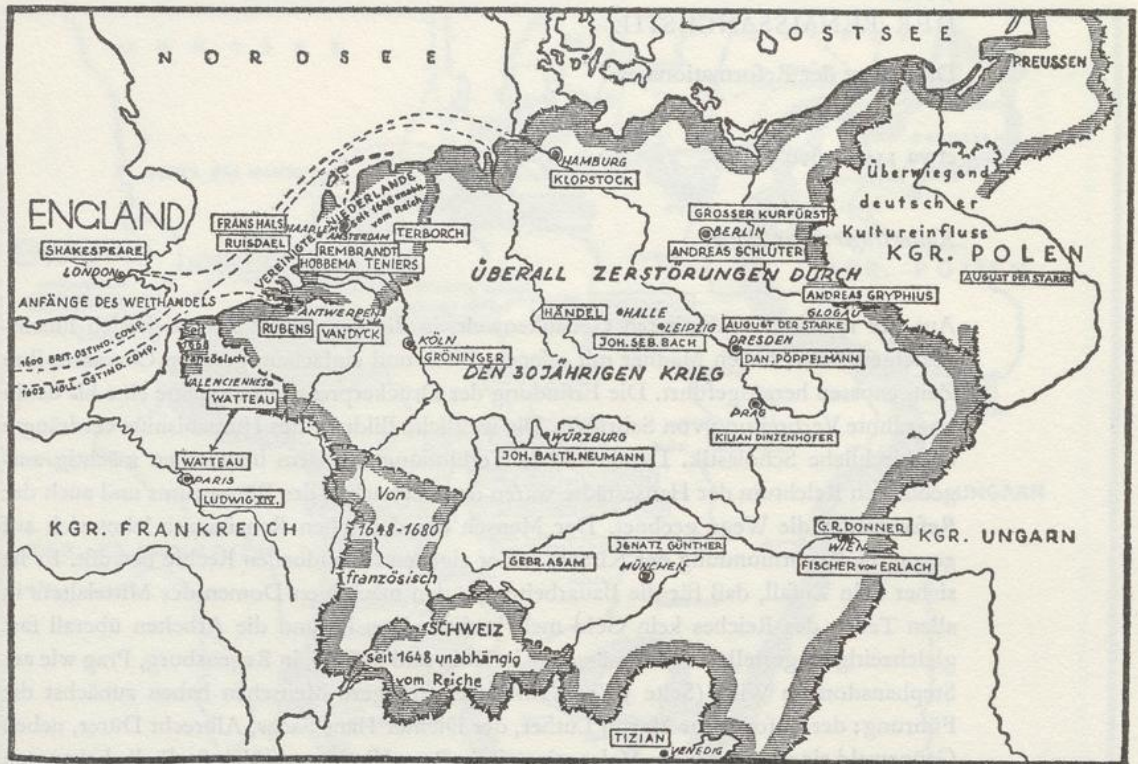 NORDSEE
OSTSEE
PREUSSEN
HAMBURG
KLOPSTOCK
Überwiegend
deutscher
Kultureinfluss
KGR. POLEN
AUGUST DER STARKE
ENGLAND
SHAKESPEARE
LONDON
FRANS HALS
RUISDAEL
HAARLEM
AMSTERDAM
VEREINIGTE NIEDERLANDE
seit 1648 unabh.
vom Reich
TERBORCH
REMBRANDT
HOBBEMA TENIERS
GROSSER KURFÜRST
BERLIN
ANDREAS SCHLÜTER
ÜBERALL ZERSTÖRUNGEN DURCH
DEN 30JÄHRIGEN KRIEG
ANFÄNGE DES WELTHANDELS
1600 BRIT. OSTIND. COMP.
1602 HOLL. OSTIND. COMP.
ANTWERPEN
RUBENS
VAN DYCK
KÖLN
GRÖNINGER
HÄNDEL
HALLE
JOH. SEB. BACH
LEIPZIG
ANDREAS GRYPHIUS
GLOGAU
AUGUST DER STARKE
DRESDEN
DAN. PÖPPELMANN
seit
französisch
VALENCIENNES
WATTEAU
WATTEAU
PARIS
LUDWIG XIV.
KGR. FRANKREICH
WÜRZBURG
JOH. BALTH. NEUMANN
PRAG
KILIAN DINZENHOFER
Von
1648-1680
französisch
GEBR. ASAM
IGNATZ GÜNTHER
MÜNCHEN
G.R. DONNER
WIEN
FISCHER von ERLACH
KGR. UNGARN
SCHWEIZ
seit 1648 unabhängig
vom Reiche
TIZIAN
VENEDIG